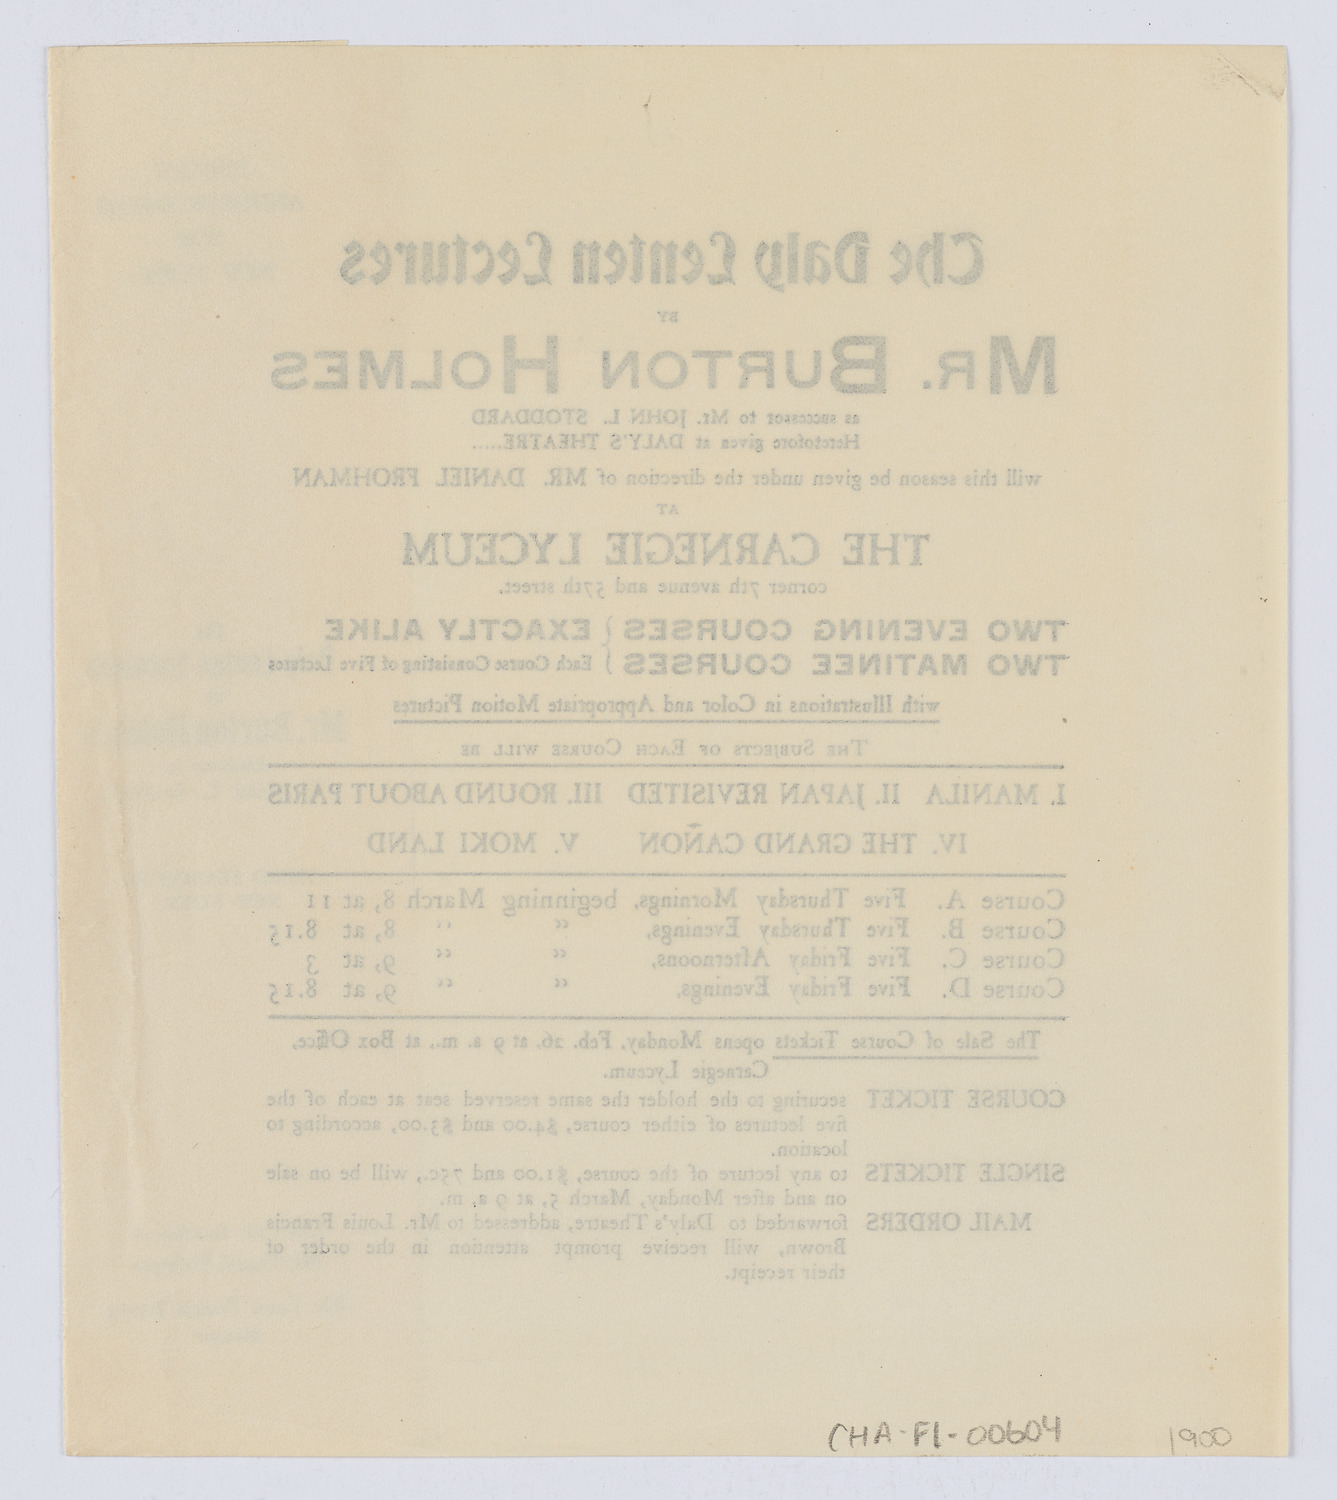 The Daly Lenten Lectures
BY
MR. BURTON HOLMES
as successor to Mr. JOHN L. STODDARD
Heretofore given at DALY'S THEATRE.....
will this season be given under the direction of MR. DANIEL FROHMAN
AT
THE CARNEGIE LYCEUM
corner 7th avenue and 57th street.
TWO EVENING COURSES } EXACTLY ALIKE
TWO MATINEE COURSES } Each Course Consisting of Five Lectures
with Illustrations in Color and Appropriate Motion Pictures
THE SUBJECTS OF EACH COURSE WILL BE
I. MANILA II. JAPAN REVISITED III. ROUND ABOUT PARIS
IV. THE GRAND CAÑON V. MOKI LAND
Course A. Five Thursday Mornings, beginning March 8, at 11
Course B. Five Thursday Evenings, " " 8, at 8.15
Course C. Five Friday Afternoons, " " 9, at 3
Course D. Five Friday Evenings, " " 9, at 8.15
The Sale of Course Tickets opens Monday, Feb. 26, at 9 a. m., at Box Office,
Carnegie Lyceum.
COURSE TICKET securing to the holder the same reserved seat at each of the
five lectures of either course, $4.00 and $3.00, according to
location.
SINGLE TICKETS to any lecture of the course, $1.00 and 75c., will be on sale
on and after Monday, March 5, at 9 a. m.
MAIL ORDERS forwarded to Daly's Theatre, addressed to Mr. Louis Francis
Brown, will receive prompt attention in the order of
their receipt.
CHA-FI-00604
1900